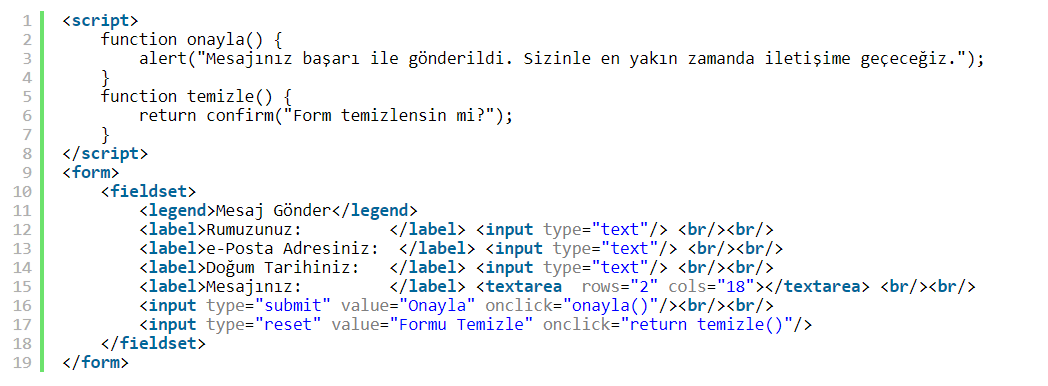 1 <script>
2     function onayla() {
3         alert("Mesajınız başarı ile gönderildi. Sizinle en yakın zamanda iletişime geçeceğiz.");
4     }
5     function temizle() {
6         return confirm("Form temizlensin mi?");
7     }
8 </script>
9 <form>
10     <fieldset>
11         <legend>Mesaj Gönder</legend>
12         <label>Rumuzunuz:         </label> <input type="text"/> <br/><br/>
13         <label>e-Posta Adresiniz:  </label> <input type="text"/> <br/><br/>
14         <label>Doğum Tarihiniz:   </label> <input type="text"/> <br/><br/>
15         <label>Mesajınız:         </label> <textarea  rows="2" cols="18"></textarea> <br/><br/>
16         <input type="submit" value="Onayla" onclick="onayla()"/><br/><br/>
17         <input type="reset" value="Formu Temizle" onclick="return temizle()"/>
18     </fieldset>
19 </form>